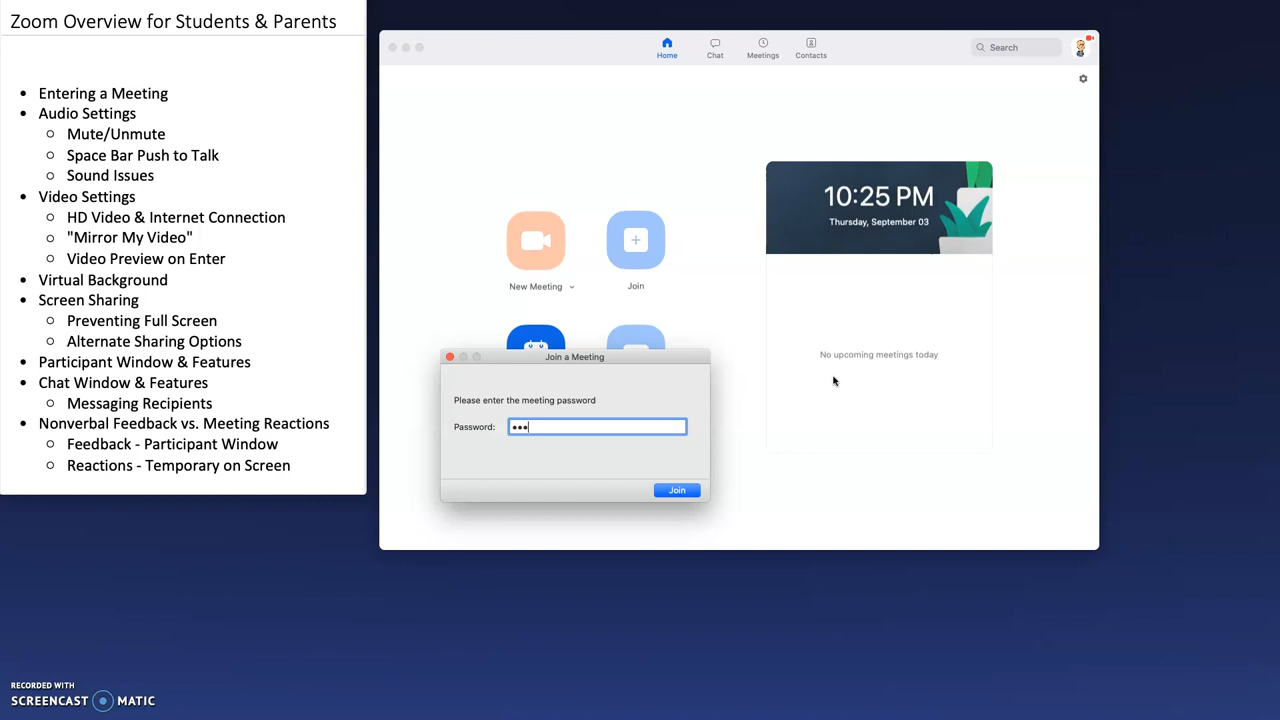 Zoom Overview for Students & Parents
Entering a Meeting
Audio Settings
Mute/Unmute
Space Bar Push to Talk
Sound Issues
Video Settings
HD Video & Internet Connection
"Mirror My Video"
Video Preview on Enter
Virtual Background
Screen Sharing
Preventing Full Screen
Alternate Sharing Options
Participant Window & Features
Chat Window & Features
Messaging Recipients
Nonverbal Feedback vs. Meeting Reactions
Feedback - Participant Window
Reactions - Temporary on Screen
Home
Chat
Meetings
Contacts
Search
New Meeting
Join
10:25 PM
Thursday, September 03
No upcoming meetings today
Join a Meeting
Please enter the meeting password
Password: •••
Join
RECORDED WITH
SCREENCAST MATIC